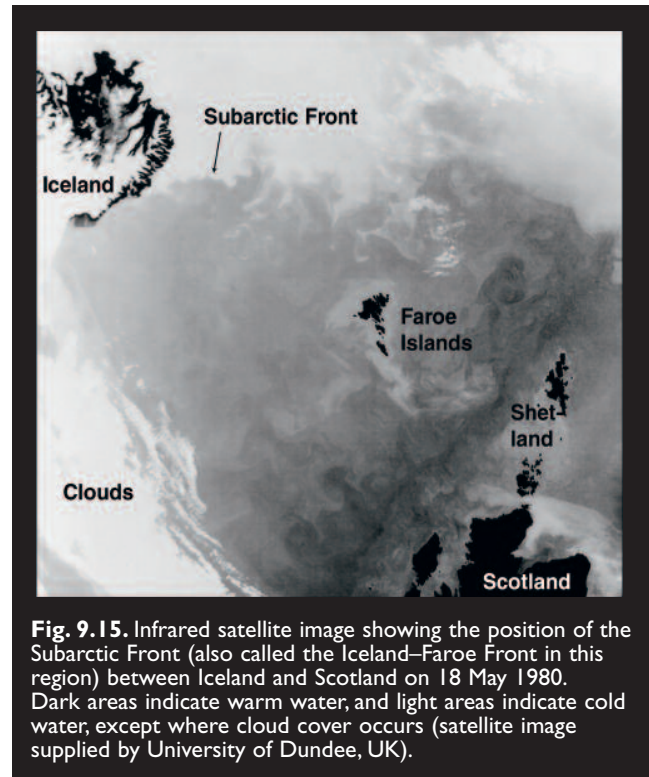 Subarctic Front
Iceland
Faroe
Islands
Shet-
land
Clouds
Scotland
Fig. 9.15. Infrared satellite image showing the position of the
Subarctic Front (also called the Iceland–Faroe Front in this
region) between Iceland and Scotland on 18 May 1980.
Dark areas indicate warm water, and light areas indicate cold
water, except where cloud cover occurs (satellite image
supplied by University of Dundee, UK).